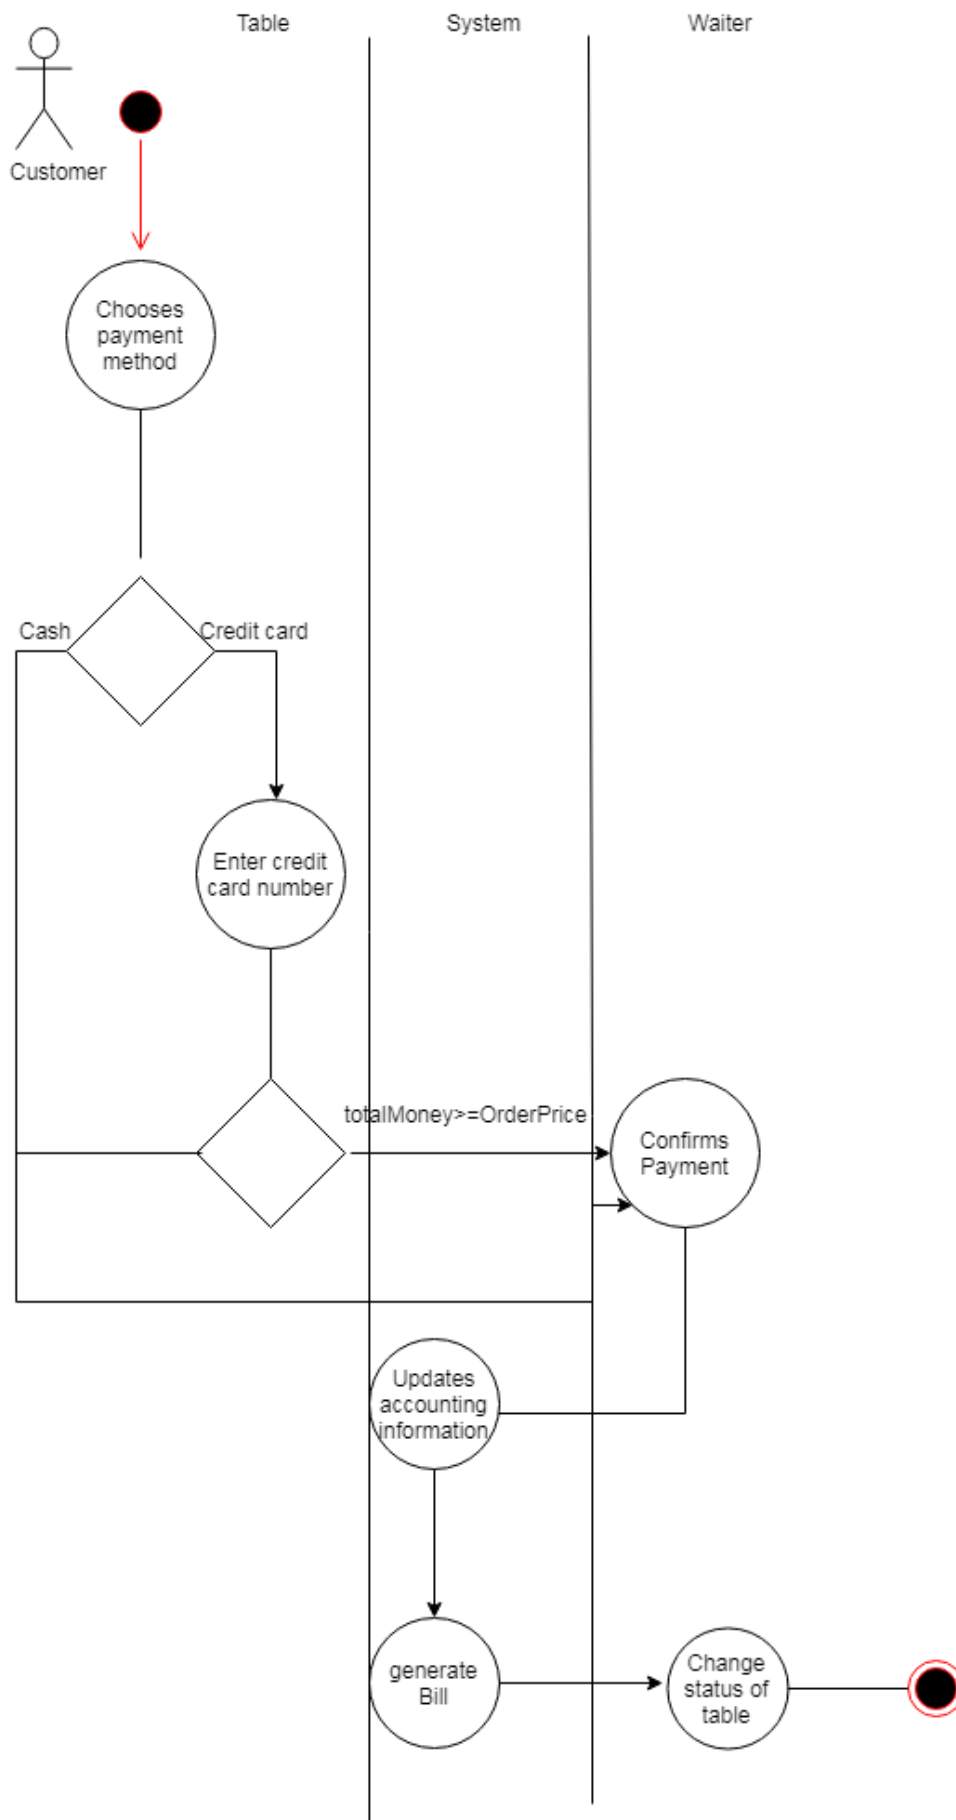 Table
System
Waiter
Customer
Chooses
payment
method
Cash
Credit card
Enter credit
card number
totalMoney>=OrderPrice
Confirms
Payment
Updates
accounting
information
generate
Bill
Change
status of
table